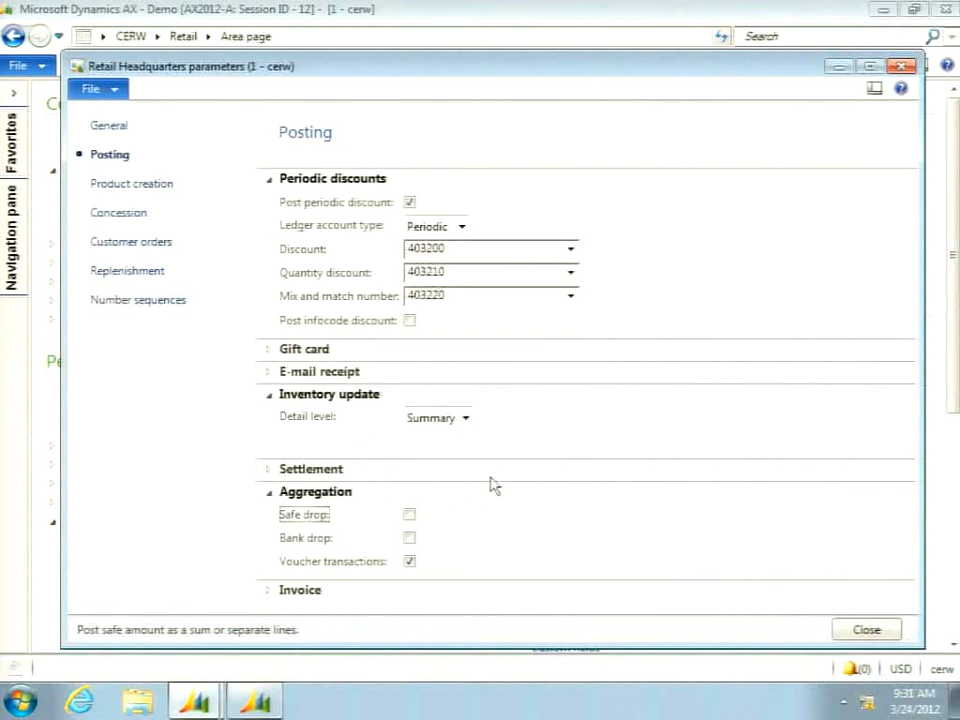 Microsoft Dynamics AX - Demo [AX2012-A: Session ID - 12] - [1 - cerw]
CERW Retail Area page
Search
File
Retail Headquarters parameters (1 - cerw)
File
Favorites
Navigation pane
General
Posting
Product creation
Concession
Customer orders
Replenishment
Number sequences
Posting
Periodic discounts
Post periodic discount:
Ledger account type: Periodic
Discount: 403200
Quantity discount: 403210
Mix and match number: 403220
Post infocode discount:
Gift card
E-mail receipt
Inventory update
Detail level: Summary
Settlement
Aggregation
Safe drop:
Bank drop:
Voucher transactions:
Invoice
Post safe amount as a sum or separate lines.
Close
(0) USD cerw
9:31 AM
3/24/2012